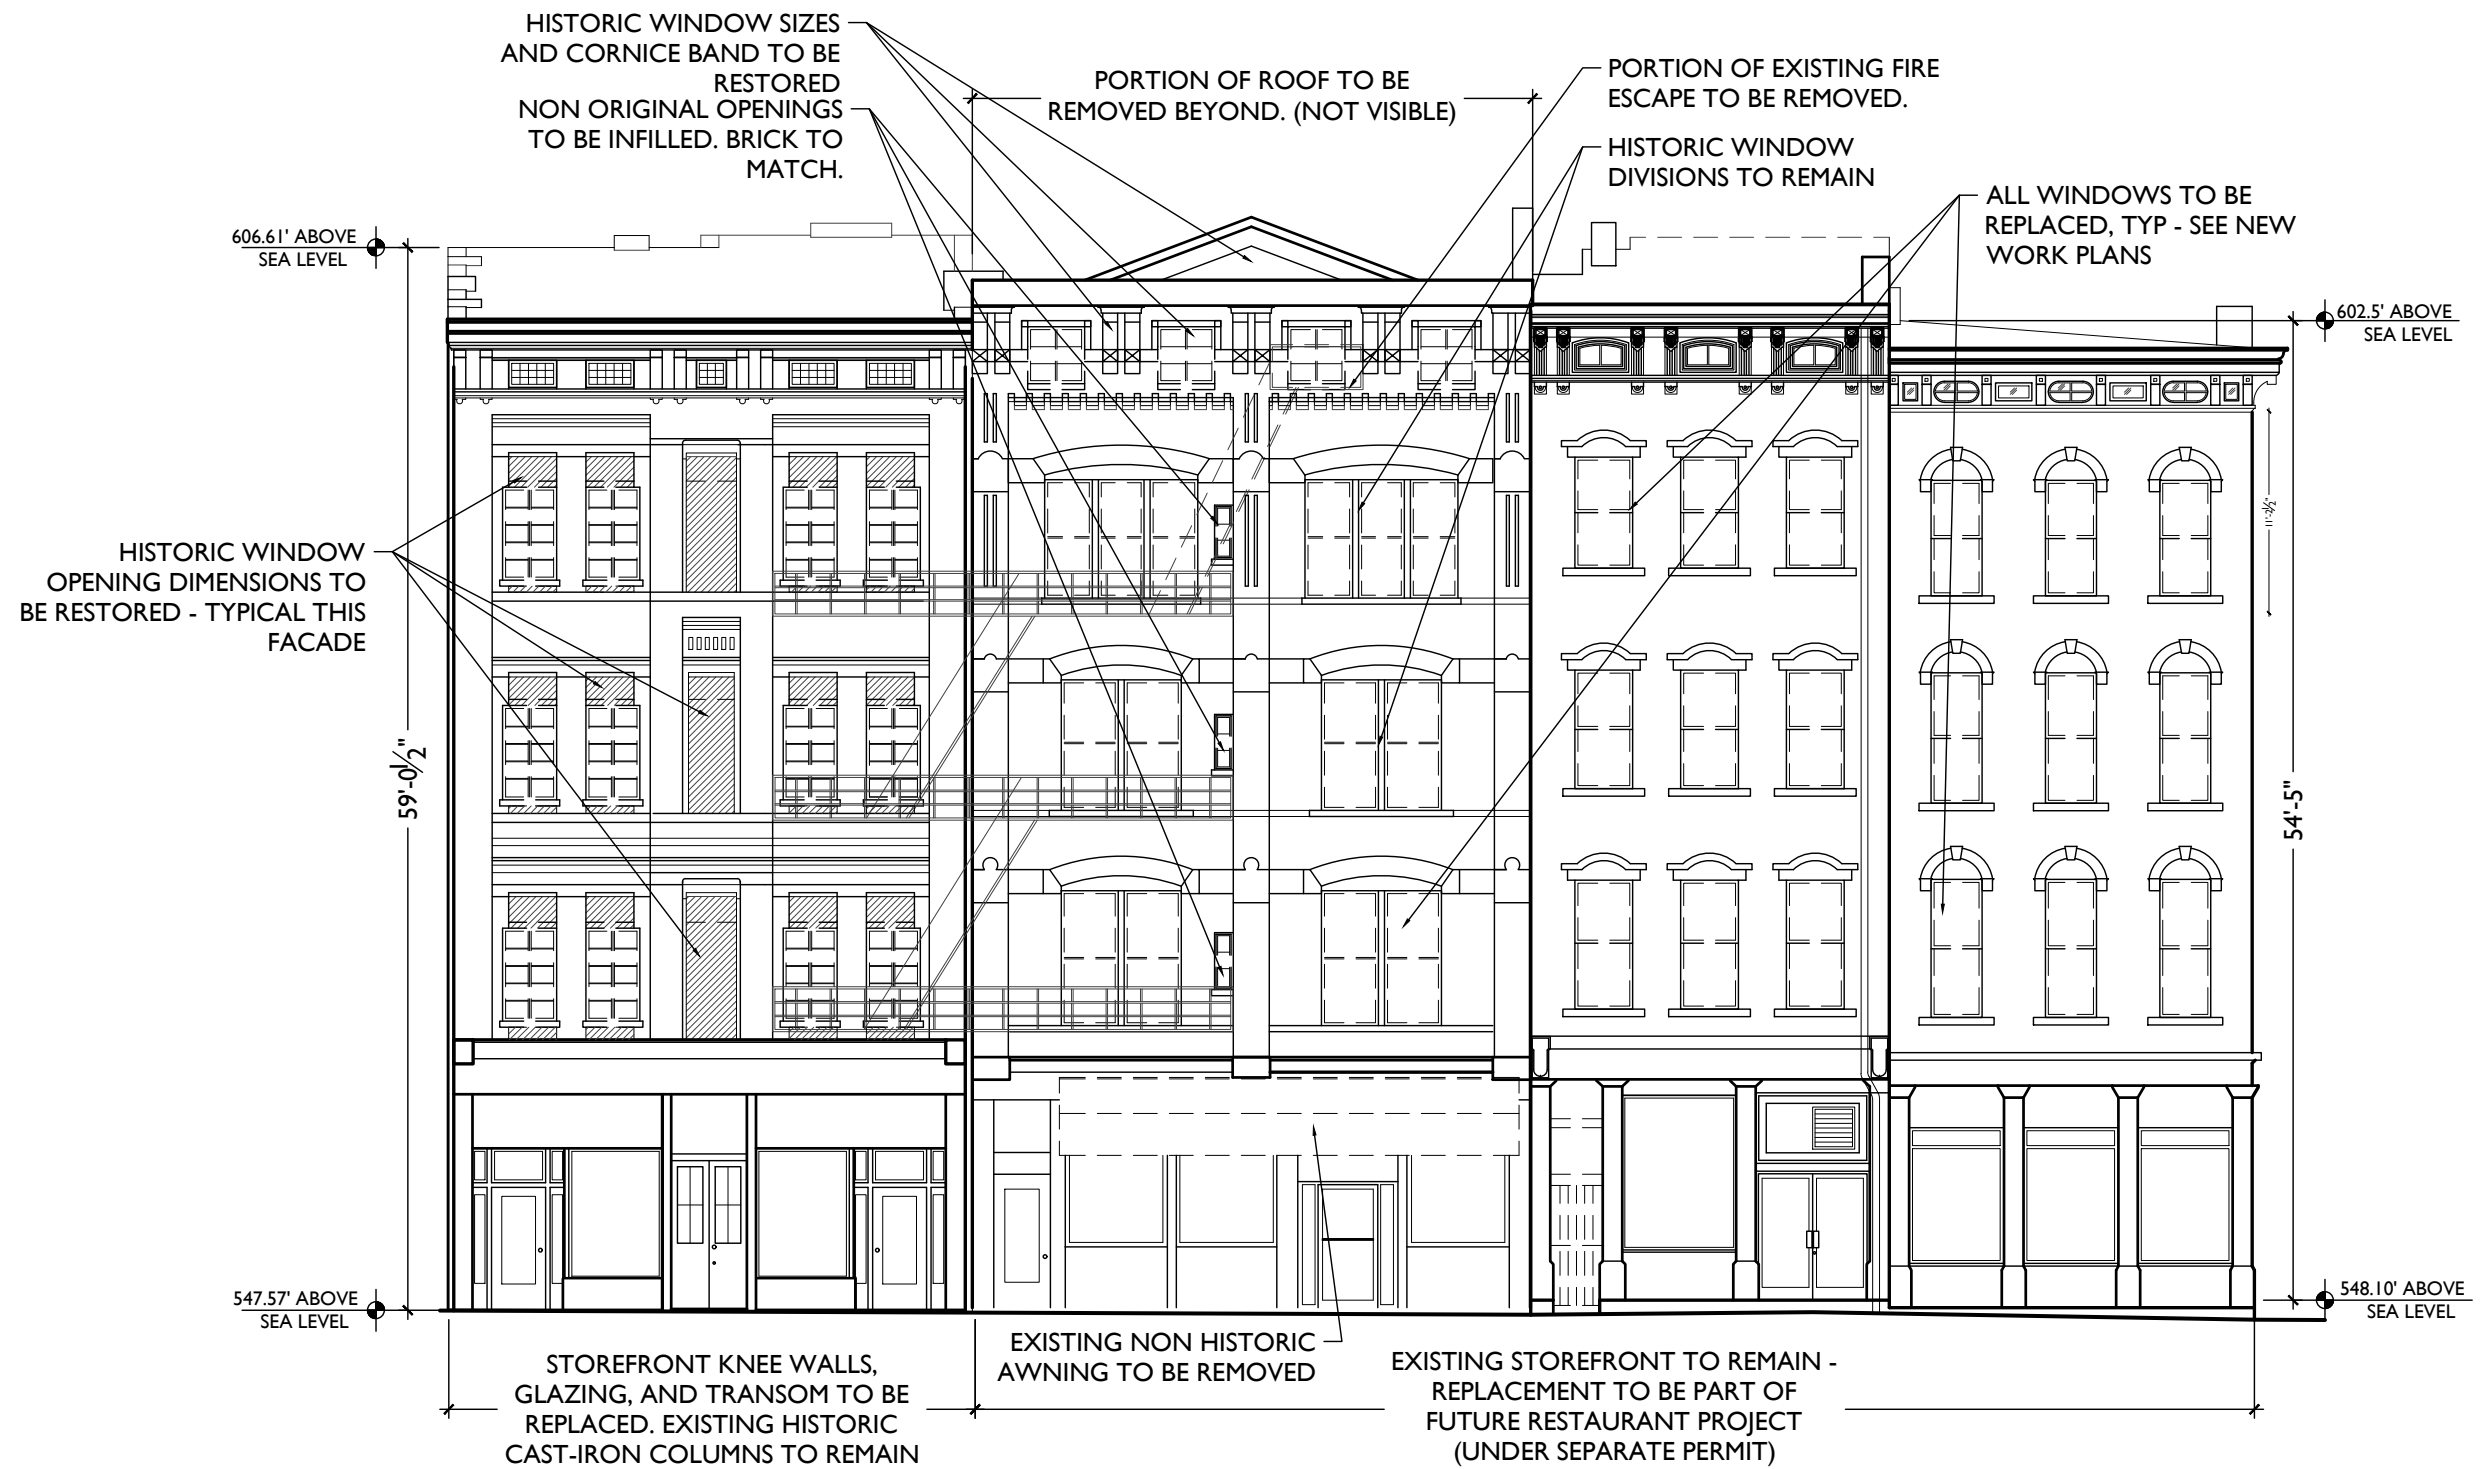 HISTORIC WINDOW SIZES
AND CORNICE BAND TO BE
RESTORED
NON ORIGINAL OPENINGS
TO BE INFILLED. BRICK TO
MATCH.
PORTION OF ROOF TO BE
REMOVED BEYOND. (NOT VISIBLE)
PORTION OF EXISTING FIRE
ESCAPE TO BE REMOVED.
HISTORIC WINDOW
DIVISIONS TO REMAIN
ALL WINDOWS TO BE
REPLACED, TYP - SEE NEW
WORK PLANS
606.61' ABOVE
SEA LEVEL
602.5' ABOVE
SEA LEVEL
11'-2½"
HISTORIC WINDOW
OPENING DIMENSIONS TO
BE RESTORED - TYPICAL THIS
FACADE
59'-0½"
54'-5"
547.57' ABOVE
SEA LEVEL
548.10' ABOVE
SEA LEVEL
STOREFRONT KNEE WALLS,
GLAZING, AND TRANSOM TO BE
REPLACED. EXISTING HISTORIC
CAST-IRON COLUMNS TO REMAIN
EXISTING NON HISTORIC
AWNING TO BE REMOVED
EXISTING STOREFRONT TO REMAIN -
REPLACEMENT TO BE PART OF
FUTURE RESTAURANT PROJECT
(UNDER SEPARATE PERMIT)